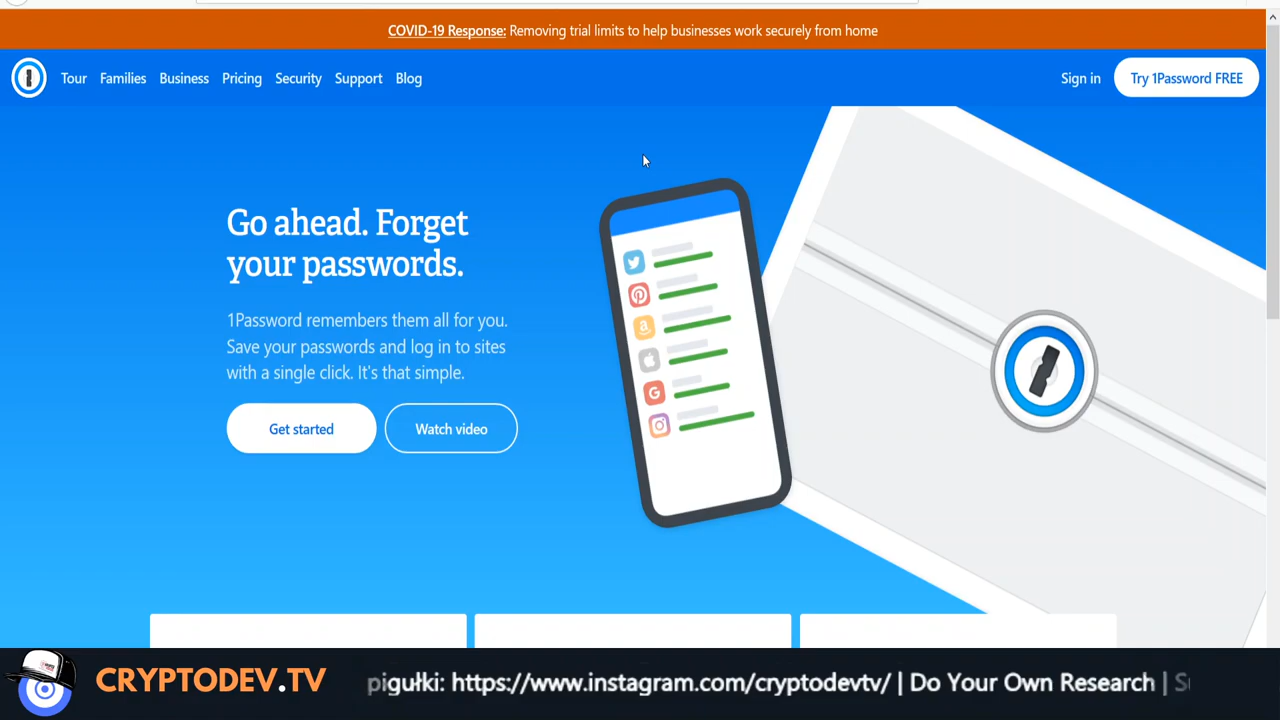 COVID-19 Response: Removing trial limits to help businesses work securely from home
Tour Families Business Pricing Security Support Blog
Sign in Try 1Password FREE
Go ahead. Forget
your passwords.
1Password remembers them all for you.
Save your passwords and log in to sites
with a single click. It's that simple.
Get started Watch video
CRYPTODEV.TV
pigułki: https://www.instagram.com/cryptodevtv/ | Do Your Own Research |